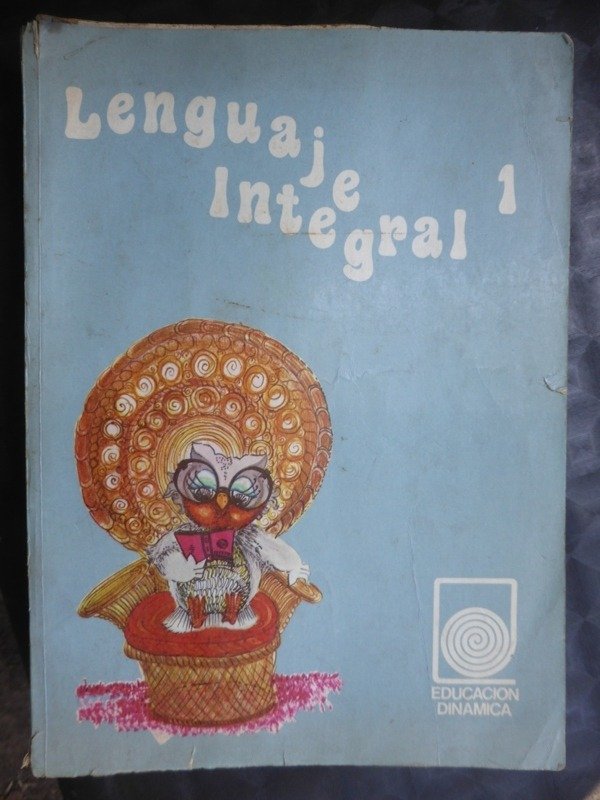 Lenguaje
Integral 1
EDUCACION
DINAMICA